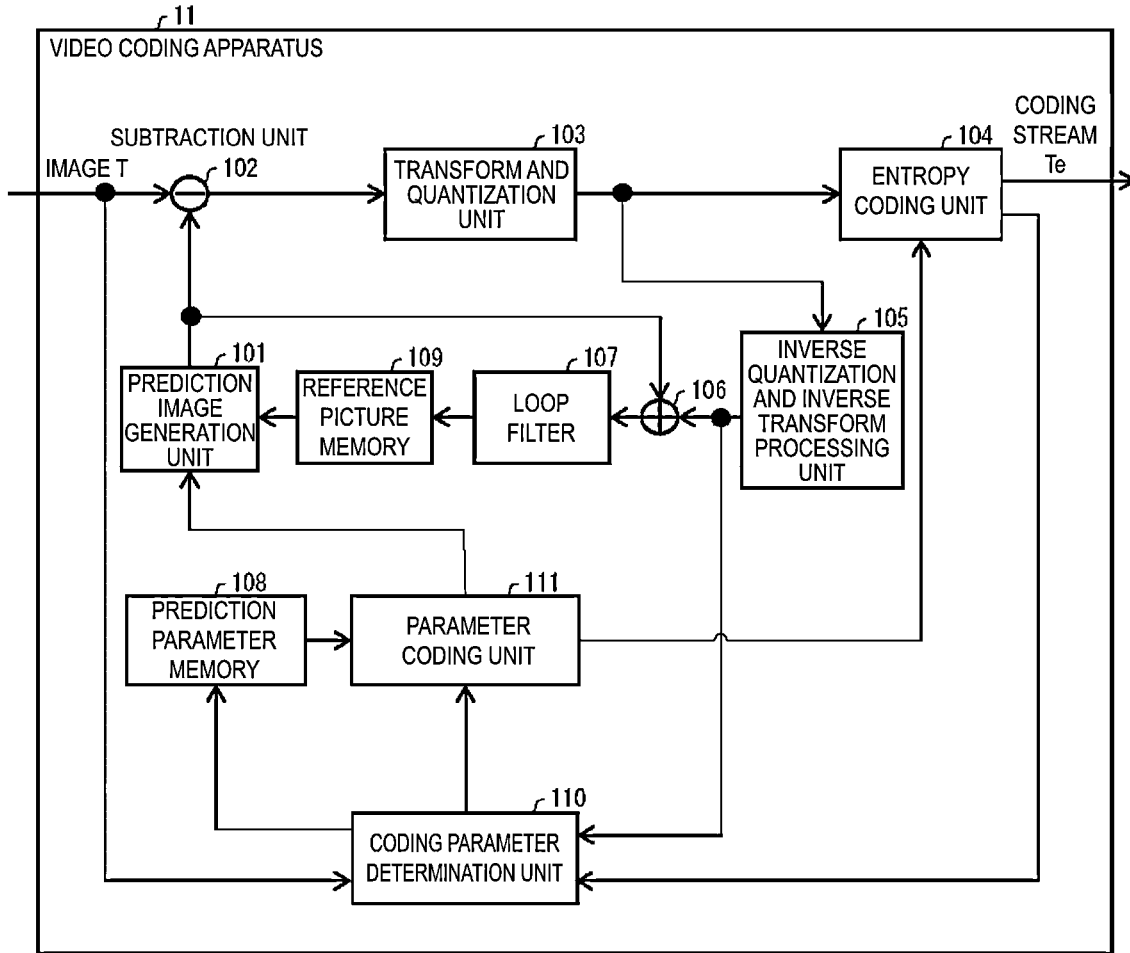 11
VIDEO CODING APPARATUS
SUBTRACTION UNIT
IMAGE T
102
103
TRANSFORM AND
QUANTIZATION
UNIT
104
ENTROPY
CODING UNIT
CODING
STREAM
Te
101
PREDICTION
IMAGE
GENERATION
UNIT
109
REFERENCE
PICTURE
MEMORY
107
LOOP
FILTER
106
105
INVERSE
QUANTIZATION
AND INVERSE
TRANSFORM
PROCESSING
UNIT
108
PREDICTION
PARAMETER
MEMORY
111
PARAMETER
CODING UNIT
110
CODING PARAMETER
DETERMINATION UNIT